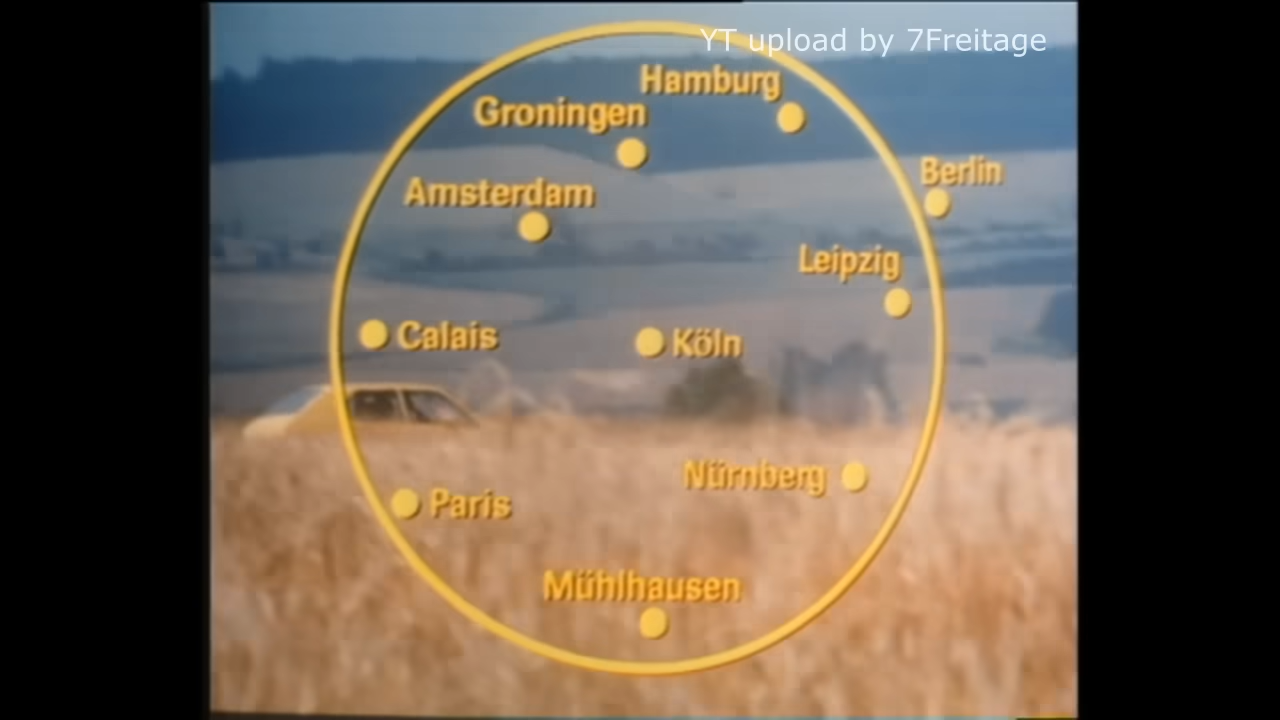 YT upload by 7Freitage
Hamburg
Groningen
Berlin
Amsterdam
Leipzig
Calais
Köln
Nürnberg
Paris
Mühlhausen